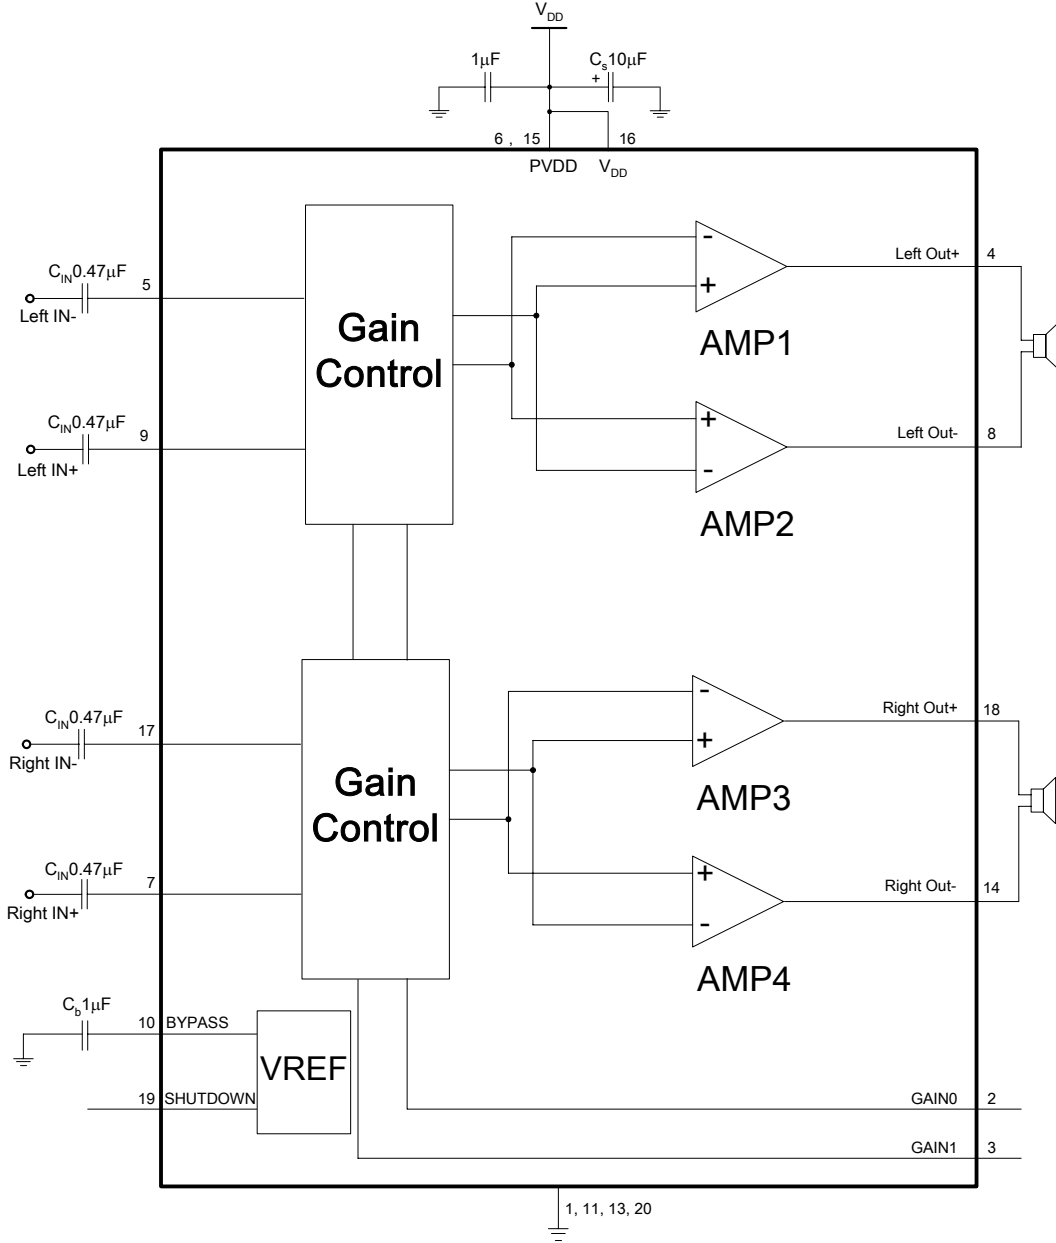 VDD
1μF
Cs10μF
+
6 , 15
16
PVDD
VDD
CIN0.47μF
5
Left IN-
Gain
Control
-
+
AMP1
Left Out+
4
CIN0.47μF
9
Left IN+
+
-
AMP2
Left Out-
8
CIN0.47μF
17
Right IN-
Gain
Control
-
+
AMP3
Right Out+
18
CIN0.47μF
7
Right IN+
+
-
AMP4
Right Out-
14
Cb1μF
10
BYPASS
VREF
19
SHUTDOWN
GAIN0
2
GAIN1
3
1, 11, 13, 20